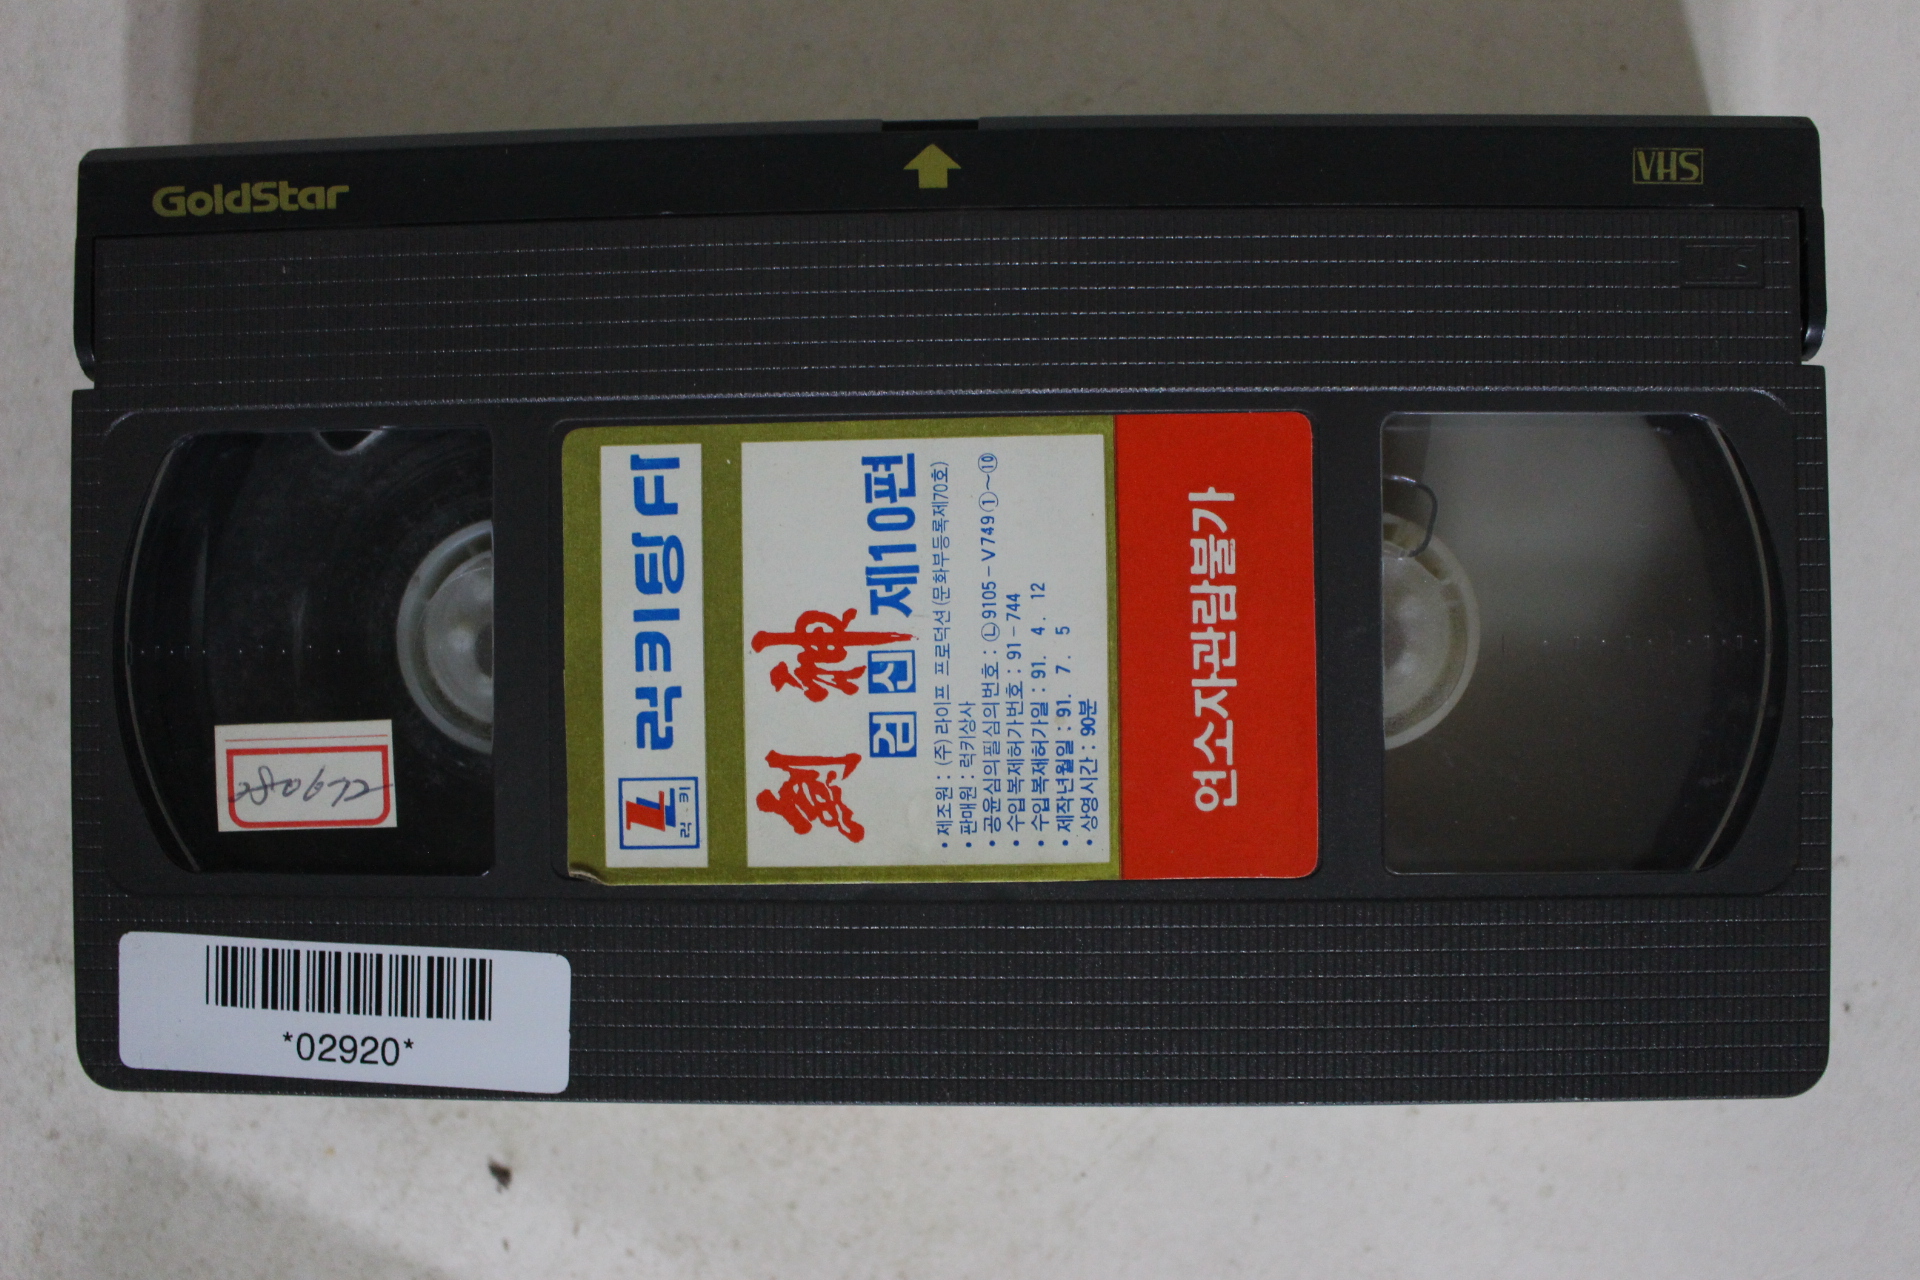 GoldStar
VHS
럭키
럭키탕샤
劍 神
검신 제10편
• 제조원 : (주)라이프 프로덕션(문화부등록제70호)
• 판매원 : 럭키상사
• 공윤심의필심의번호 : Ⓛ9105-V749①~⑩
• 수입복제허가번호 : 91-744
• 수입복제허가일 : 91. 4. 12
• 제작년월일 : 91. 7. 5
• 상영시간 : 90분
연소자관람불가
*02920*